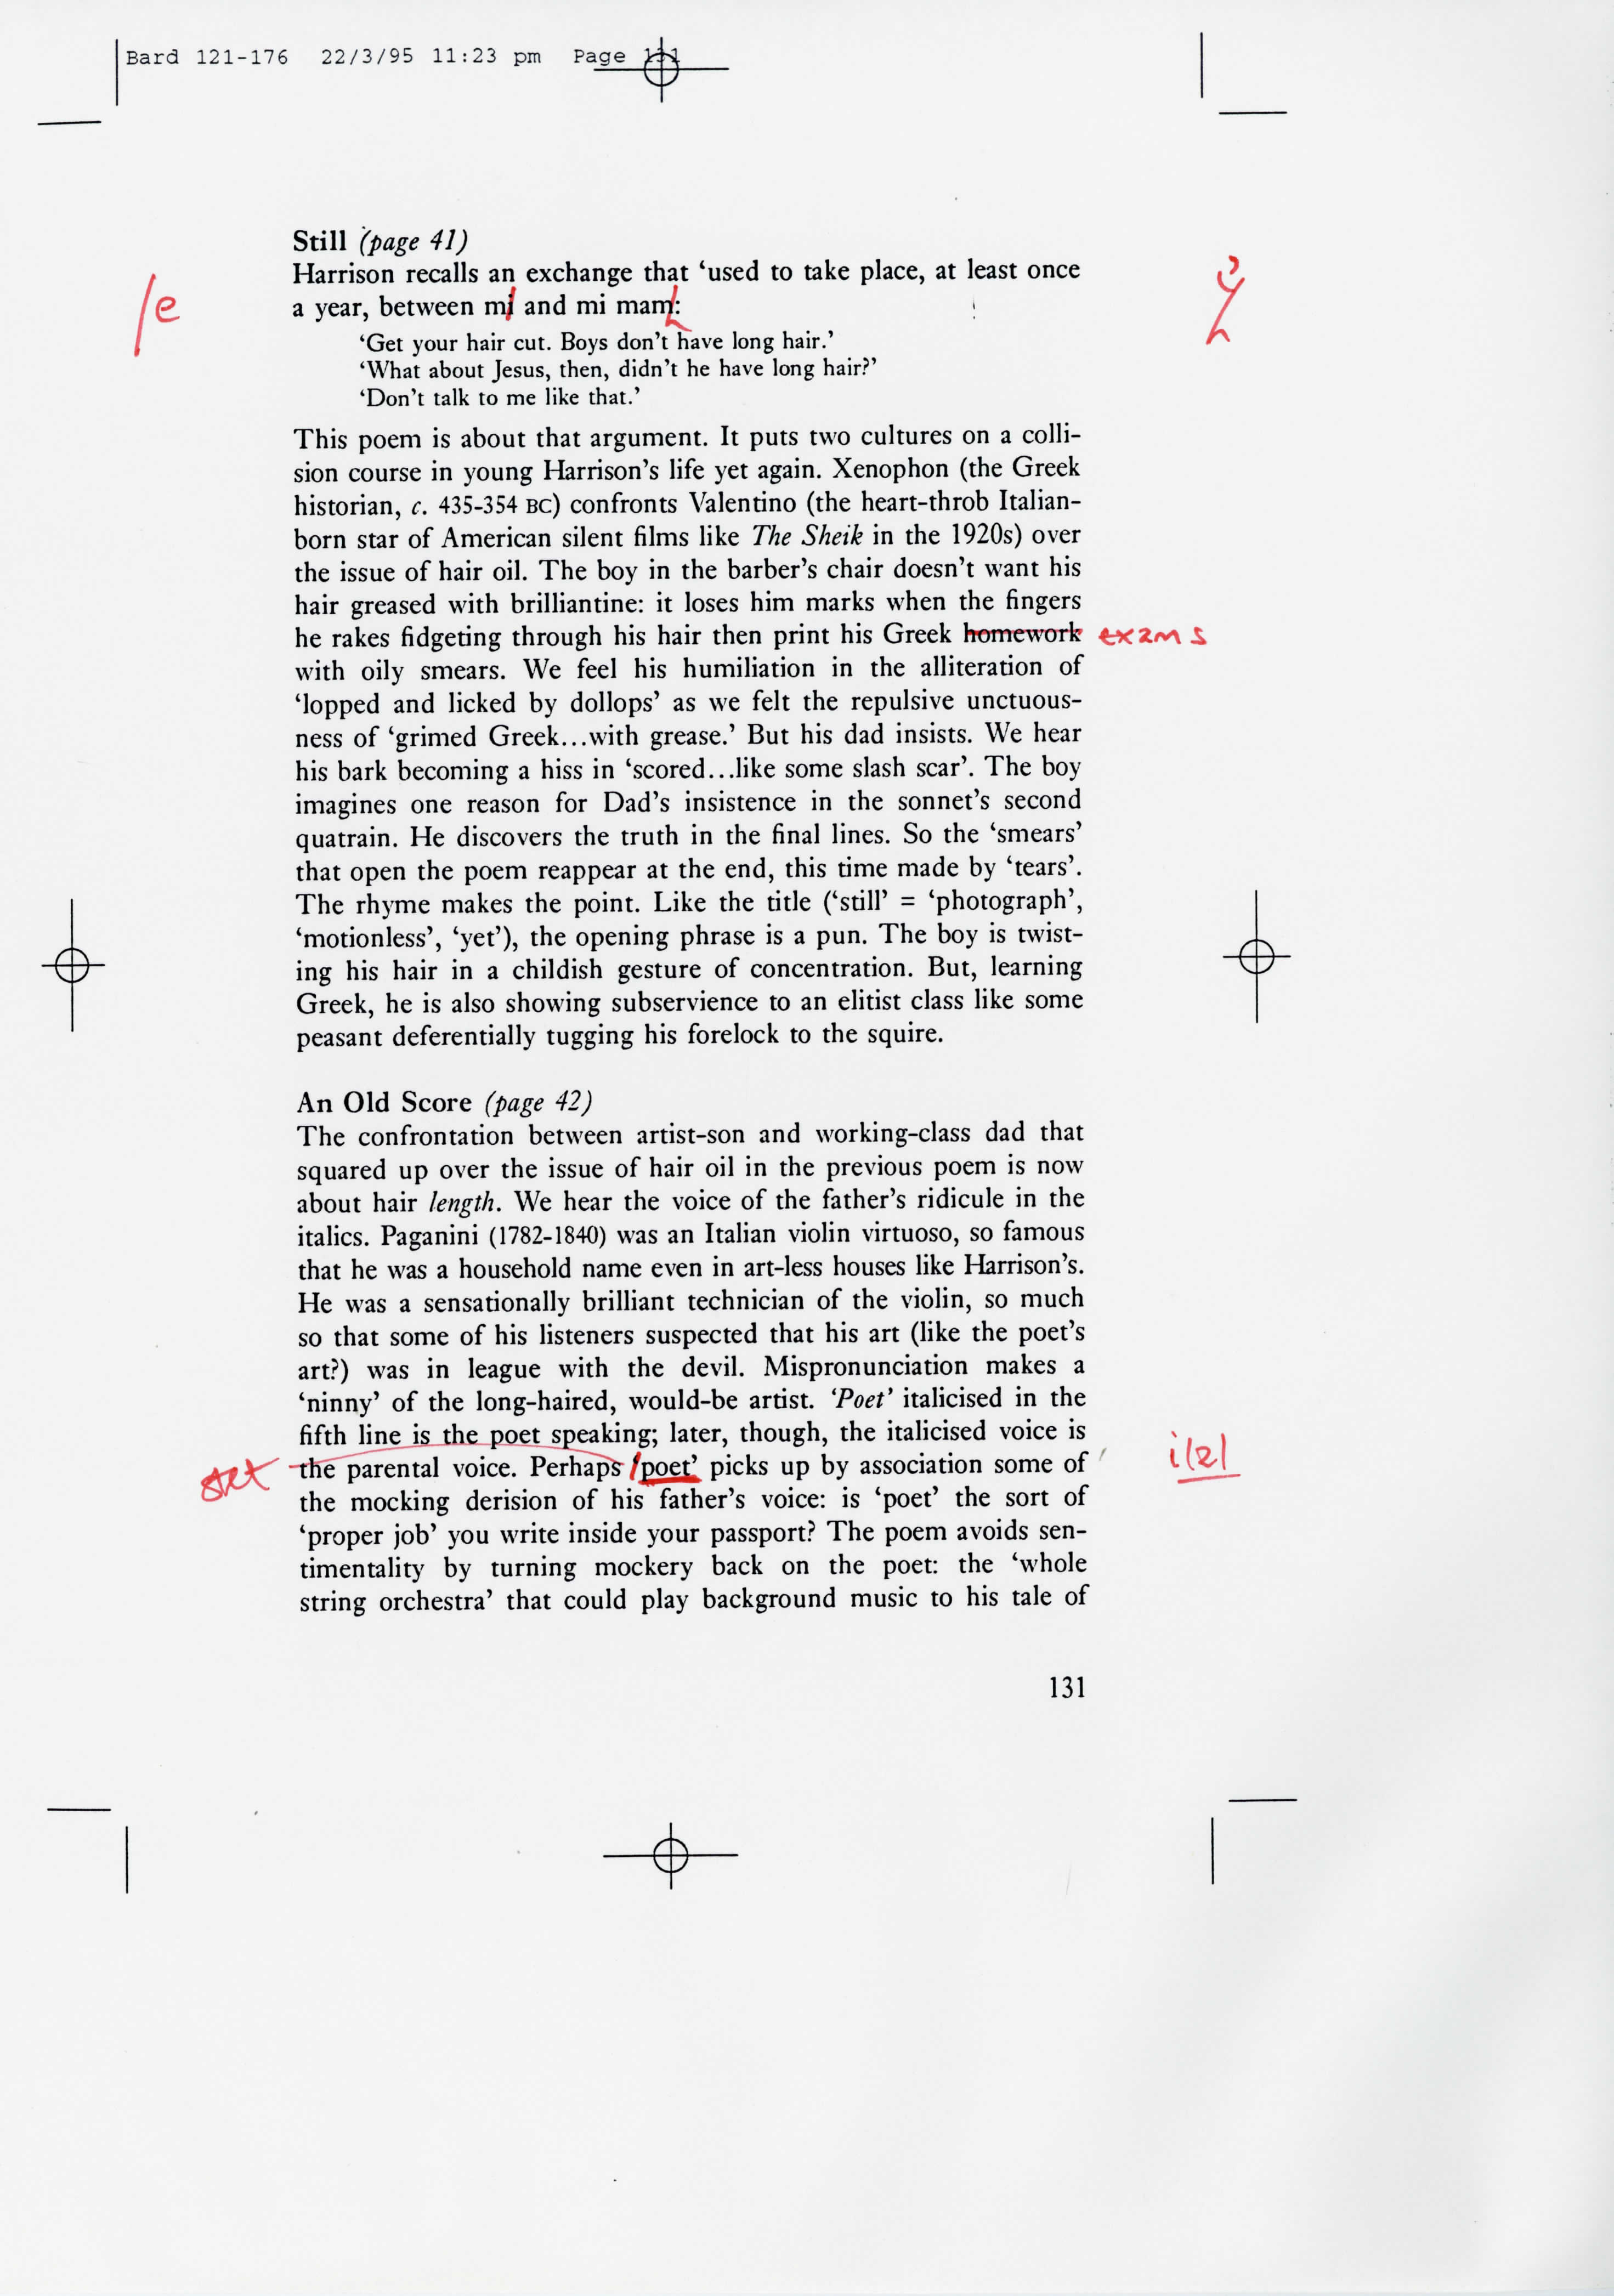 Bard 121-176 22/3/95 11:23 pm Page 131
Still (page 41)
Harrison recalls an exchange that ‘used to take place, at least once
/e
a year, between mi and mi mam:
‘Get your hair cut. Boys don’t have long hair.’
‘What about Jesus, then, didn’t he have long hair?’
‘Don’t talk to me like that.’
This poem is about that argument. It puts two cultures on a colli-
sion course in young Harrison’s life yet again. Xenophon (the Greek
historian, c. 435-354 BC) confronts Valentino (the heart-throb Italian-
born star of American silent films like The Sheik in the 1920s) over
the issue of hair oil. The boy in the barber’s chair doesn’t want his
hair greased with brilliantine: it loses him marks when the fingers
he rakes fidgeting through his hair then print his Greek homework exams
with oily smears. We feel his humiliation in the alliteration of
‘lopped and licked by dollops’ as we felt the repulsive unctuous-
ness of ‘grimed Greek...with grease.’ But his dad insists. We hear
his bark becoming a hiss in ‘scored...like some slash scar’. The boy
imagines one reason for Dad’s insistence in the sonnet’s second
quatrain. He discovers the truth in the final lines. So the ‘smears’
that open the poem reappear at the end, this time made by ‘tears’.
The rhyme makes the point. Like the title (‘still’ = ‘photograph’,
‘motionless’, ‘yet’), the opening phrase is a pun. The boy is twist-
ing his hair in a childish gesture of concentration. But, learning
Greek, he is also showing subservience to an elitist class like some
peasant deferentially tugging his forelock to the squire.
An Old Score (page 42)
The confrontation between artist-son and working-class dad that
squared up over the issue of hair oil in the previous poem is now
about hair length. We hear the voice of the father’s ridicule in the
italics. Paganini (1782-1840) was an Italian violin virtuoso, so famous
that he was a household name even in art-less houses like Harrison’s.
He was a sensationally brilliant technician of the violin, so much
so that some of his listeners suspected that his art (like the poet’s
art?) was in league with the devil. Mispronunciation makes a
‘ninny’ of the long-haired, would-be artist. ‘Poet’ italicised in the
fifth line is the poet speaking; later, though, the italicised voice is
stet
the parental voice. Perhaps ‘poet’ picks up by association some of
ital
the mocking derision of his father’s voice: is ‘poet’ the sort of
‘proper job’ you write inside your passport? The poem avoids sen-
timentality by turning mockery back on the poet: the ‘whole
string orchestra’ that could play background music to his tale of
131